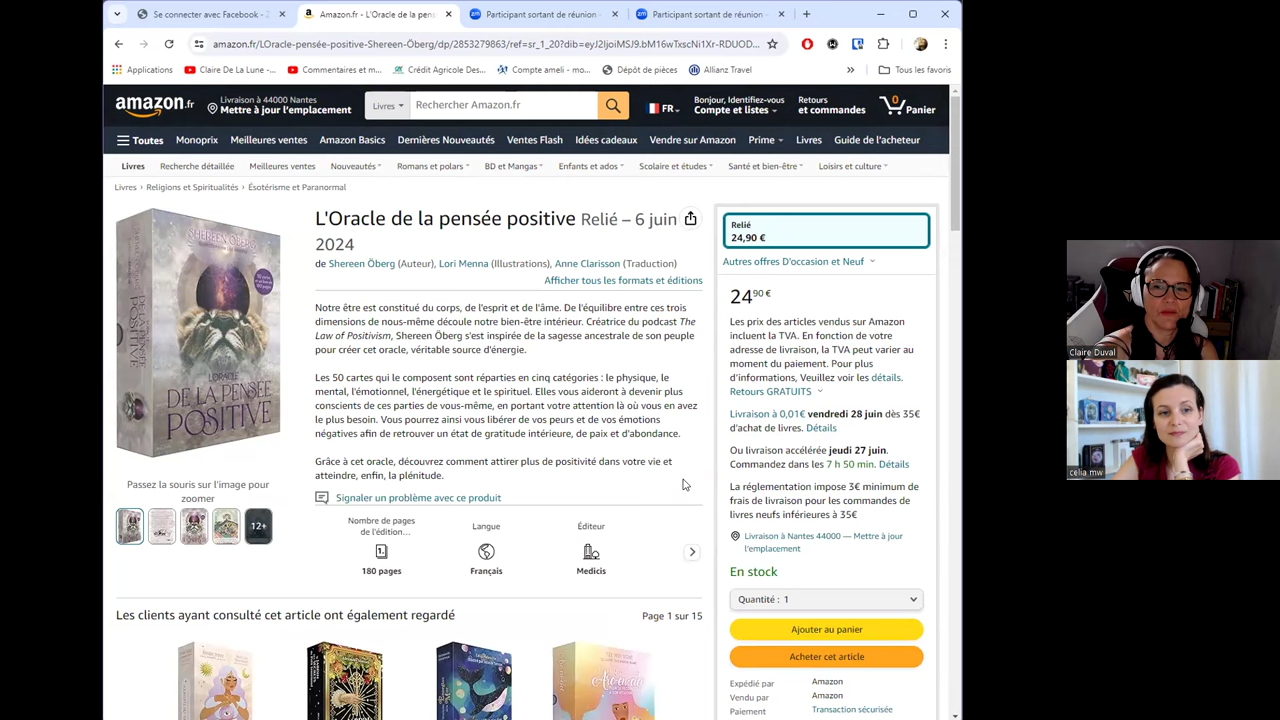 Se connecter avec Facebook - Z
Amazon.fr - L'Oracle de la pens
Participant sortant de réunion -
Participant sortant de réunion -
amazon.fr/LOracle-pensée-positive-Shereen-Öberg/dp/2853279863/ref=sr_1_20?dib=eyJ2IjoiMSJ9.bM16wTxscNi1Xr-RDUOD...
Applications
Claire De La Lune -...
Commentaires et m...
Crédit Agricole Des...
Compte ameli - mo...
Dépôt de pièces
Allianz Travel
Tous les favoris
amazon.fr
Livraison à 44000 Nantes
Mettre à jour l'emplacement
Livres
Rechercher Amazon.fr
FR
Bonjour, Identifiez-vous
Compte et listes
Retours
et commandes
0
Panier
Toutes
Monoprix
Meilleures ventes
Amazon Basics
Dernières Nouveautés
Ventes Flash
Idées cadeaux
Vendre sur Amazon
Prime
Livres
Guide de l'acheteur
Livres
Recherche détaillée
Meilleures ventes
Nouveautés
Romans et polars
BD et Mangas
Enfants et ados
Scolaire et études
Santé et bien-être
Loisirs et culture
Livres › Religions et Spiritualités › Ésotérisme et Paranormal
SHEREEN ÖBERG
L'ORACLE
DE LA PENSÉE
POSITIVE
DE LA PENSÉE POSITIVE
Passez la souris sur l'image pour
zoomer
12+
L'Oracle de la pensée positive Relié – 6 juin
2024
de Shereen Öberg (Auteur), Lori Menna (Illustrations), Anne Clarisson (Traduction)
Afficher tous les formats et éditions
Notre être est constitué du corps, de l'esprit et de l'âme. De l'équilibre entre ces trois
dimensions de nous-même découle notre bien-être intérieur. Créatrice du podcast The
Law of Positivism, Shereen Öberg s'est inspirée de la sagesse ancestrale de son peuple
pour créer cet oracle, véritable source d'énergie.
Les 50 cartes qui le composent sont réparties en cinq catégories : le physique, le
mental, l'émotionnel, l'énergétique et le spirituel. Elles vous aideront à devenir plus
conscients de ces parties de vous-même, en portant votre attention là où vous en avez
le plus besoin. Vous pourrez ainsi vous libérer de vos peurs et de vos émotions
négatives afin de retrouver un état de gratitude intérieure, de paix et d'abondance.
Grâce à cet oracle, découvrez comment attirer plus de positivité dans votre vie et
atteindre, enfin, la plénitude.
Signaler un problème avec ce produit
Nombre de pages
de l'édition...
180 pages
Langue
Français
Éditeur
Medicis
Relié
24,90 €
Autres offres D'occasion et Neuf
24,90 €
Les prix des articles vendus sur Amazon
incluent la TVA. En fonction de votre
adresse de livraison, la TVA peut varier au
moment du paiement. Pour plus
d'informations, Veuillez voir les détails.
Retours GRATUITS
Livraison à 0,01€ vendredi 28 juin dès 35€
d'achat de livres. Détails
Ou livraison accélérée jeudi 27 juin.
Commandez dans les 7 h 50 min. Détails
La réglementation impose 3€ minimum de
frais de livraison pour les commandes de
livres neufs inférieures à 35€
Livraison à Nantes 44000 — Mettre à jour
l'emplacement
En stock
Quantité : 1
Ajouter au panier
Acheter cet article
Expédié par Amazon
Vendu par Amazon
Paiement Transaction sécurisée
Les clients ayant consulté cet article ont également regardé
Page 1 sur 15
Claire Duval
celia mw